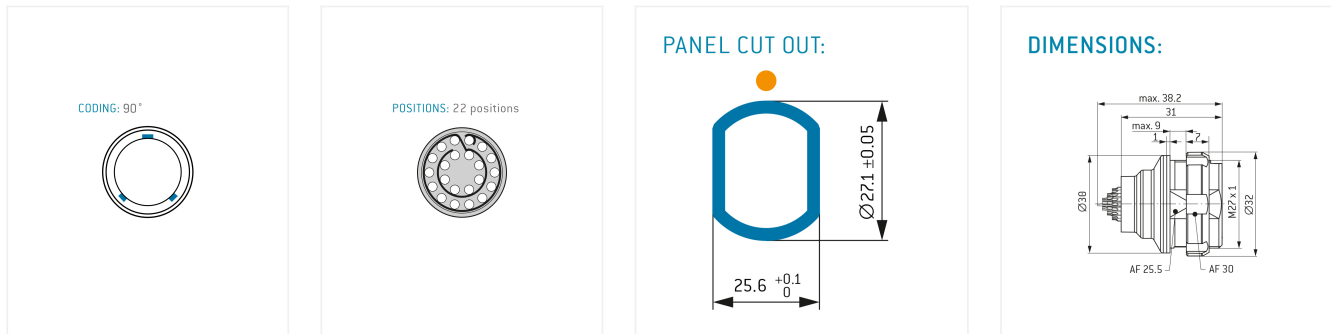 CODING: 90°
POSITIONS: 22 positions
PANEL CUT OUT:
Ø27.1 ±0.05
25.6 +0.1
0
DIMENSIONS:
max. 38.2
31
max. 9
1
7
Ø38
M27 x 1
Ø32
AF 25.5
AF 30